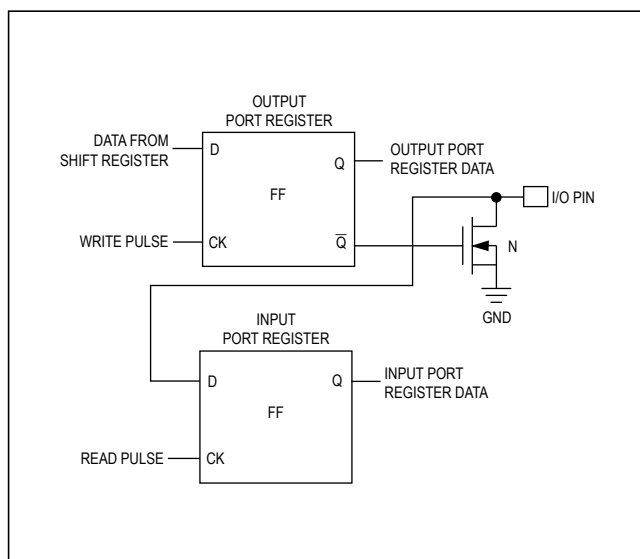 OUTPUT
PORT REGISTER
DATA FROM
SHIFT REGISTER
D
Q
OUTPUT PORT
REGISTER DATA
FF
I/O PIN
WRITE PULSE
CK
Q̅
N
GND
INPUT
PORT REGISTER
D
Q
INPUT PORT
REGISTER DATA
FF
READ PULSE
CK